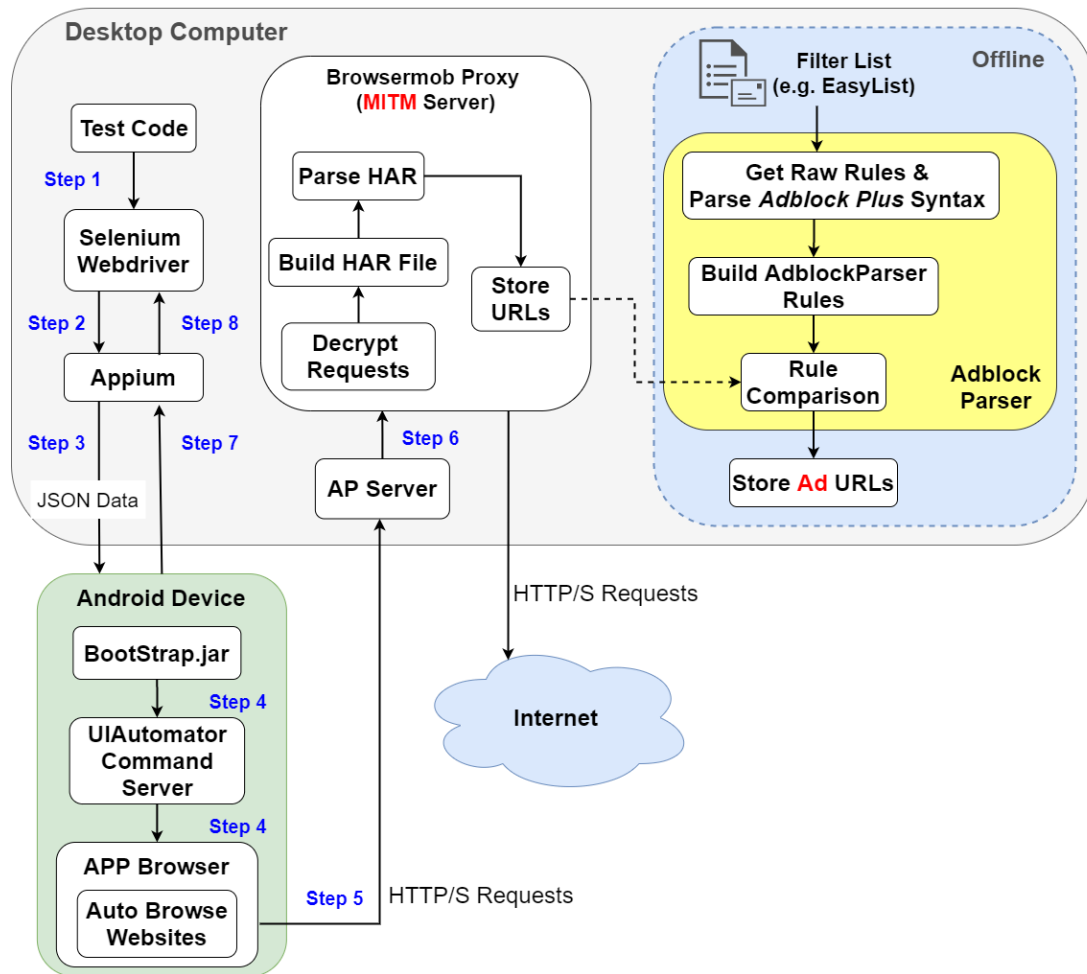 Desktop Computer
Test Code
Step 1
Selenium
Webdriver
Step 2
Step 8
Appium
Step 3
Step 7
JSON Data
Browsermob Proxy
(MITM Server)
Parse HAR
Build HAR File
Decrypt
Requests
Store
URLs
Step 6
AP Server
Offline
Filter List
(e.g. EasyList)
Get Raw Rules &
Parse Adblock Plus Syntax
Build AdblockParser
Rules
Rule
Comparison
Adblock
Parser
Store Ad URLs
Android Device
BootStrap.jar
Step 4
UIAutomator
Command
Server
Step 4
APP Browser
Auto Browse
Websites
Step 5
HTTP/S Requests
HTTP/S Requests
Internet